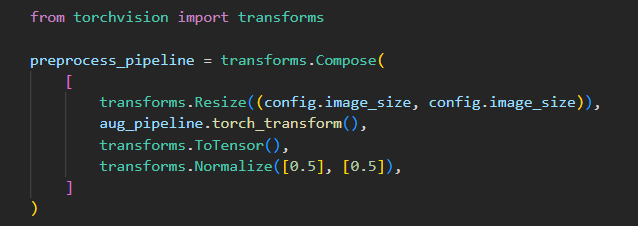 from torchvision import transforms
preprocess_pipeline = transforms.Compose(
    [
        transforms.Resize((config.image_size, config.image_size)),
        aug_pipeline.torch_transform(),
        transforms.ToTensor(),
        transforms.Normalize([0.5], [0.5]),
    ]
)